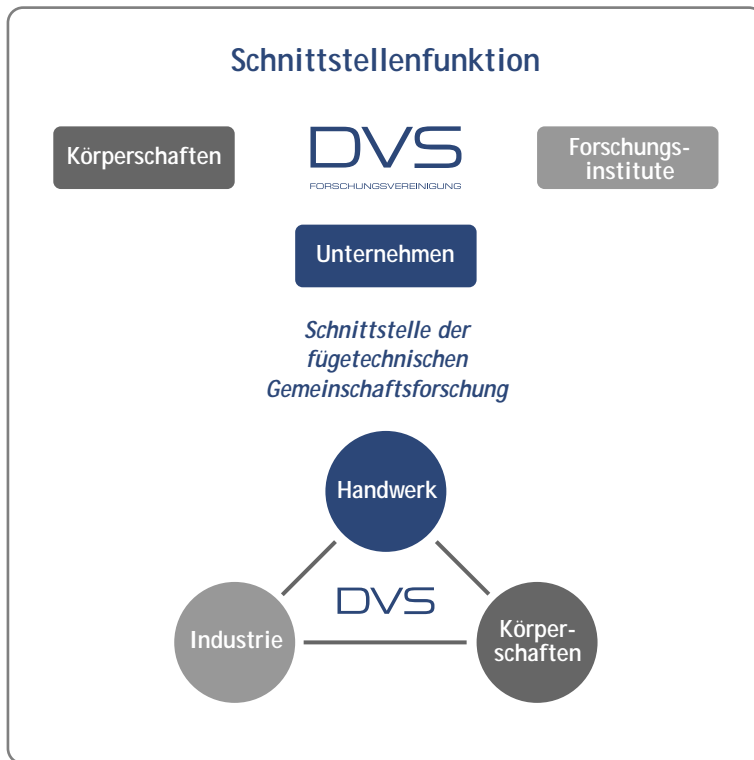 Schnittstellenfunktion
Körperschaften
DVS
FORSCHUNGSVEREINIGUNG
Forschungs-
institute
Unternehmen
Schnittstelle der
fügetechnischen
Gemeinschaftsforschung
Handwerk
DVS
Industrie
Körper-
schaften